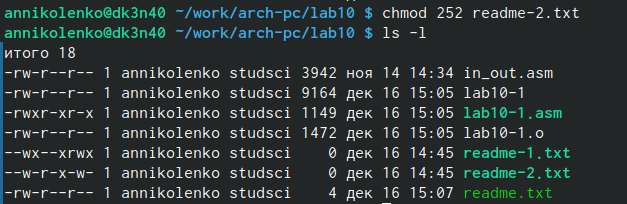 annikolenko@dk3n40 ~/work/arch-pc/lab10 $ chmod 252 readme-2.txt
annikolenko@dk3n40 ~/work/arch-pc/lab10 $ ls -l
итого 18
-rw-r--r-- 1 annikolenko studsci 3942 ноя 14 14:34 in_out.asm
-rw-r--r-- 1 annikolenko studsci 9164 дек 16 15:05 lab10-1
-rwxr-xr-x 1 annikolenko studsci 1149 дек 16 15:05 lab10-1.asm
-rw-r--r-- 1 annikolenko studsci 1472 дек 16 15:05 lab10-1.o
--wx--xrwx 1 annikolenko studsci    0 дек 16 14:45 readme-1.txt
--w-r-x-w- 1 annikolenko studsci    0 дек 16 14:45 readme-2.txt
-rw-r--r-- 1 annikolenko studsci    4 дек 16 15:07 readme.txt